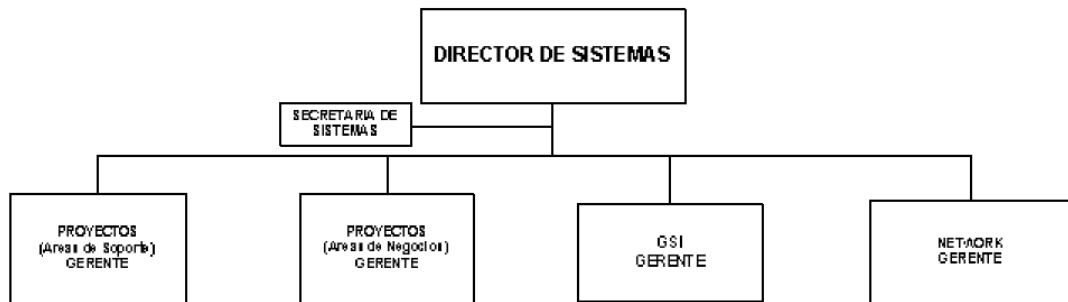 DIRECTOR DE SISTEMAS
SECRETARIA DE
SISTEMAS
PROYECTOS
(Areas de Soporte)
GERENTE
PROYECTOS
(Areas de Negocios)
GERENTE
GSI
GERENTE
NETWORK
GERENTE